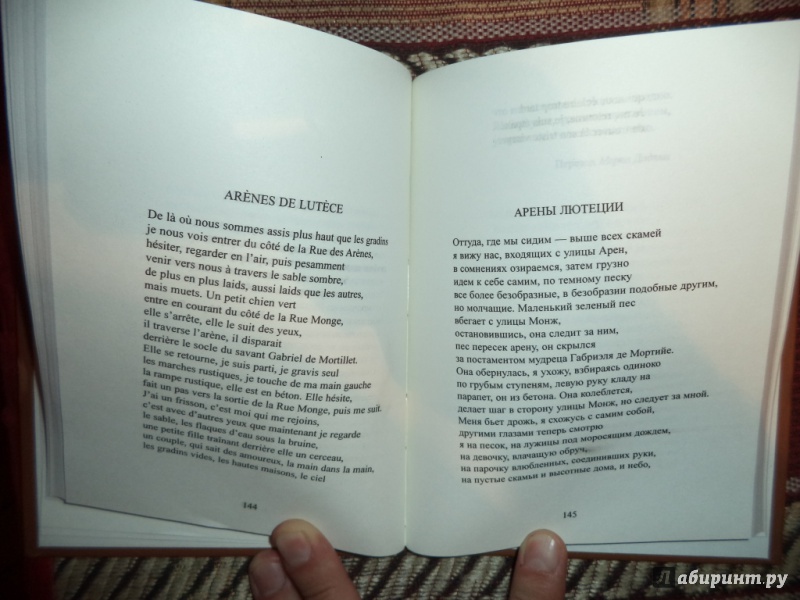 ARÈNES DE LUTÈCE
De là où nous sommes assis plus haut que les gradins
je nous vois entrer du côté de la Rue des Arènes,
hésiter, regarder en l'air, puis pesamment
venir vers nous à travers le sable sombre,
de plus en plus laids, aussi laids que les autres,
mais muets. Un petit chien vert
entre en courant du côté de la Rue Monge,
elle s'arrête, elle le suit des yeux,
il traverse l'arène, il disparaît
derrière le socle du savant Gabriel de Mortillet.
Elle se retourne, je suis parti, je gravis seul
les marches rustiques, je touche de ma main gauche
la rampe rustique, elle est en béton. Elle hésite,
fait un pas vers la sortie de la Rue Monge, puis me suit.
J'ai un frisson, c'est moi qui me rejoins,
c'est avec d'autres yeux que maintenant je regarde
le sable, les flaques d'eau sous la bruine,
une petite fille traînant derrière elle un cerceau,
un couple, qui sait des amoureux, la main dans la main,
les gradins vides, les hautes maisons, le ciel
144
АРЕНЫ ЛЮТЕЦИИ
Оттуда, где мы сидим — выше всех скамей
я вижу нас, входящих с улицы Арен,
в сомнениях озираемся, затем грузно
идем к себе самим, по темному песку
все более безобразные, в безобразии подобные другим,
но молчащие. Маленький зеленый пес
вбегает с улицы Монж,
остановившись, она следит за ним,
пес пересек арену, он скрылся
за постаментом мудреца Габриэля де Мортийе.
Она обернулась, я ухожу, взбираясь одиноко
по грубым ступеням, левую руку кладу на
парапет, он из бетона. Она колеблется,
делает шаг в сторону улицы Монж, но следует за мной.
Меня бьет дрожь, я схожусь с самим собой,
другими глазами теперь смотрю
я на песок, на лужицы под моросящим дождем,
на девочку, влачащую обруч,
на парочку влюбленных, соединивших руки,
на пустые скамьи и высотные дома, и небо,
145
Лабиринт.ру